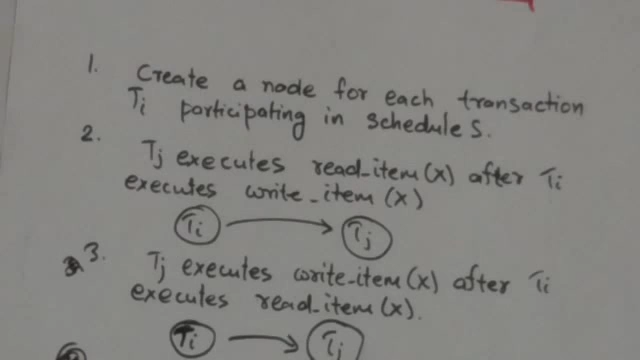 1. Create a node for each transaction
Ti participating in schedule S.
2. Tj executes read_item(x) after Ti
executes write_item(x)
Ti Tj
3. Tj executes write_item(x) after Ti
executes read_item(x).
Ti Tj